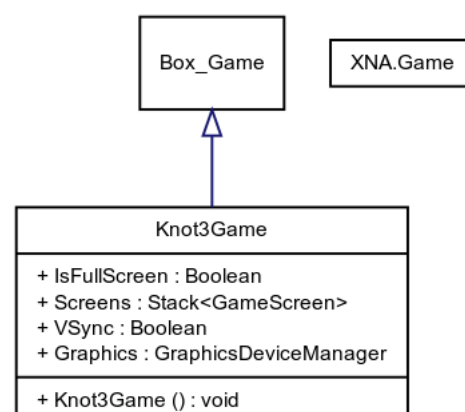 Box_Game
XNA.Game
Knot3Game
+ IsFullScreen : Boolean
+ Screens : Stack<GameScreen>
+ VSync : Boolean
+ Graphics : GraphicsDeviceManager
+ Knot3Game () : void